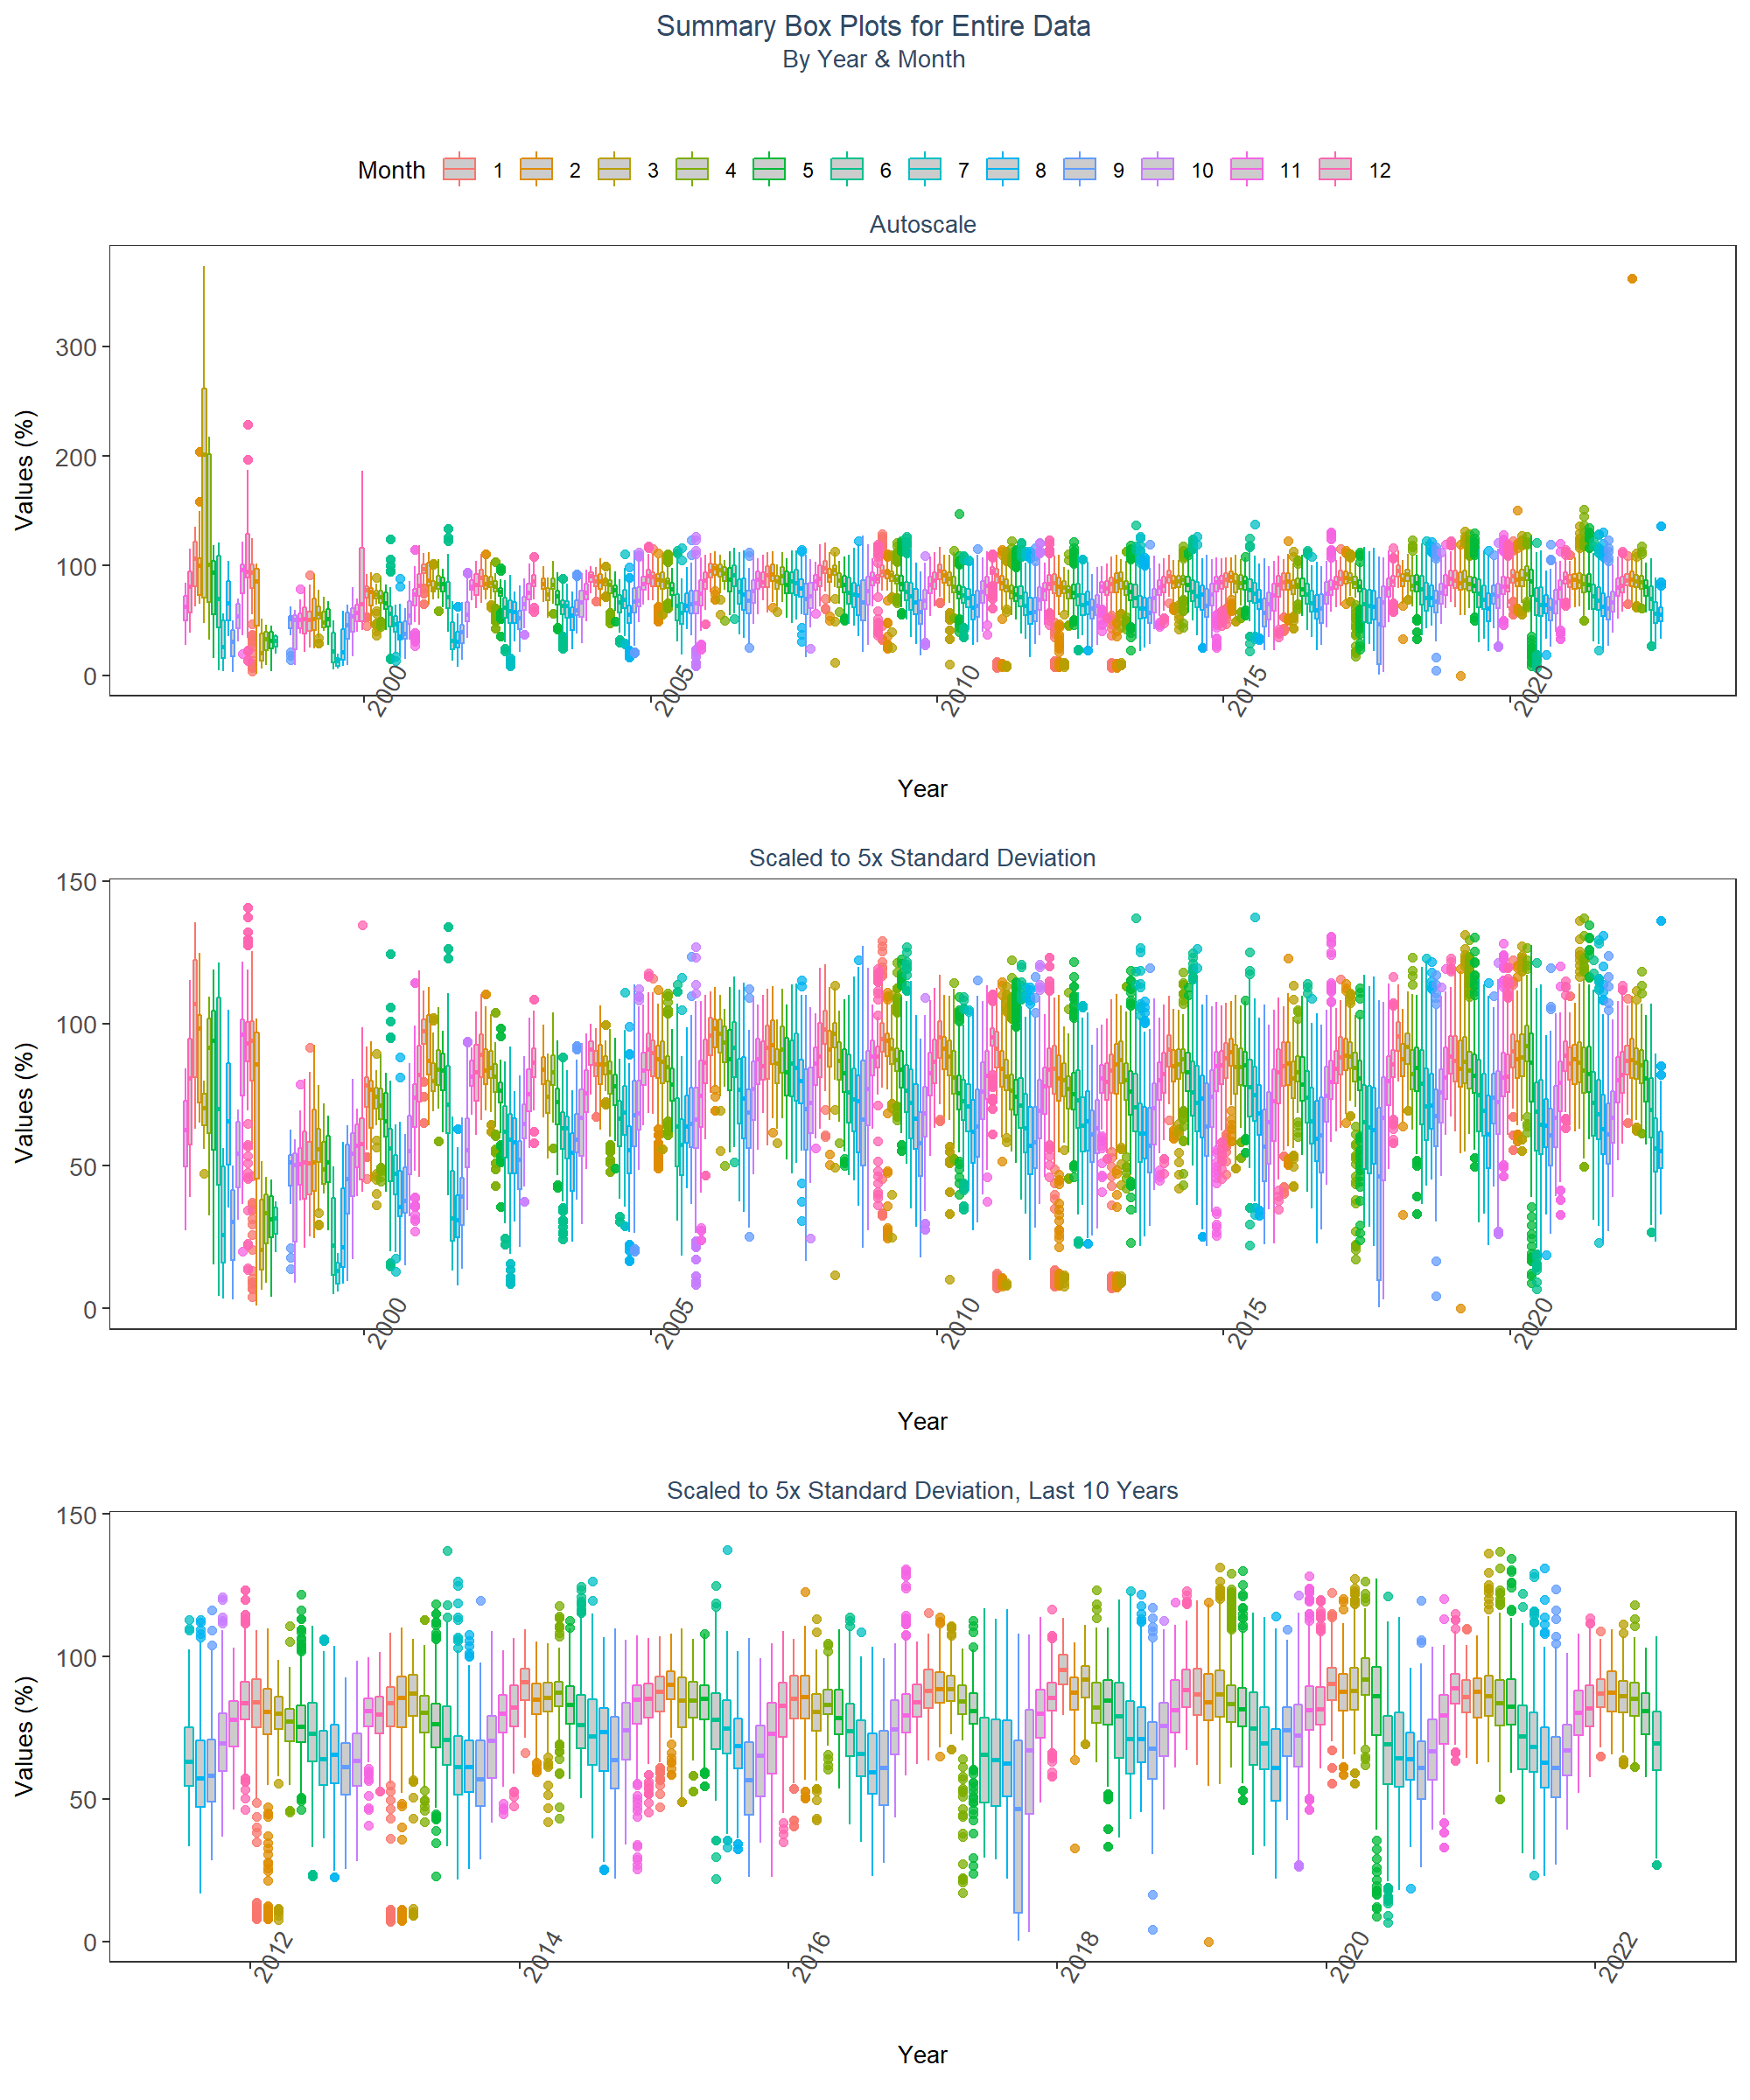 Summary Box Plots for Entire Data
By Year & Month
Month 1 2 3 4 5 6 7 8 9 10 11 12
Autoscale
Values (%)
300
200
100
0
2000 2005 2010 2015 2020
Year
Scaled to 5x Standard Deviation
Values (%)
150
100
50
0
2000 2005 2010 2015 2020
Year
Scaled to 5x Standard Deviation, Last 10 Years
Values (%)
150
100
50
0
2012 2014 2016 2018 2020 2022
Year